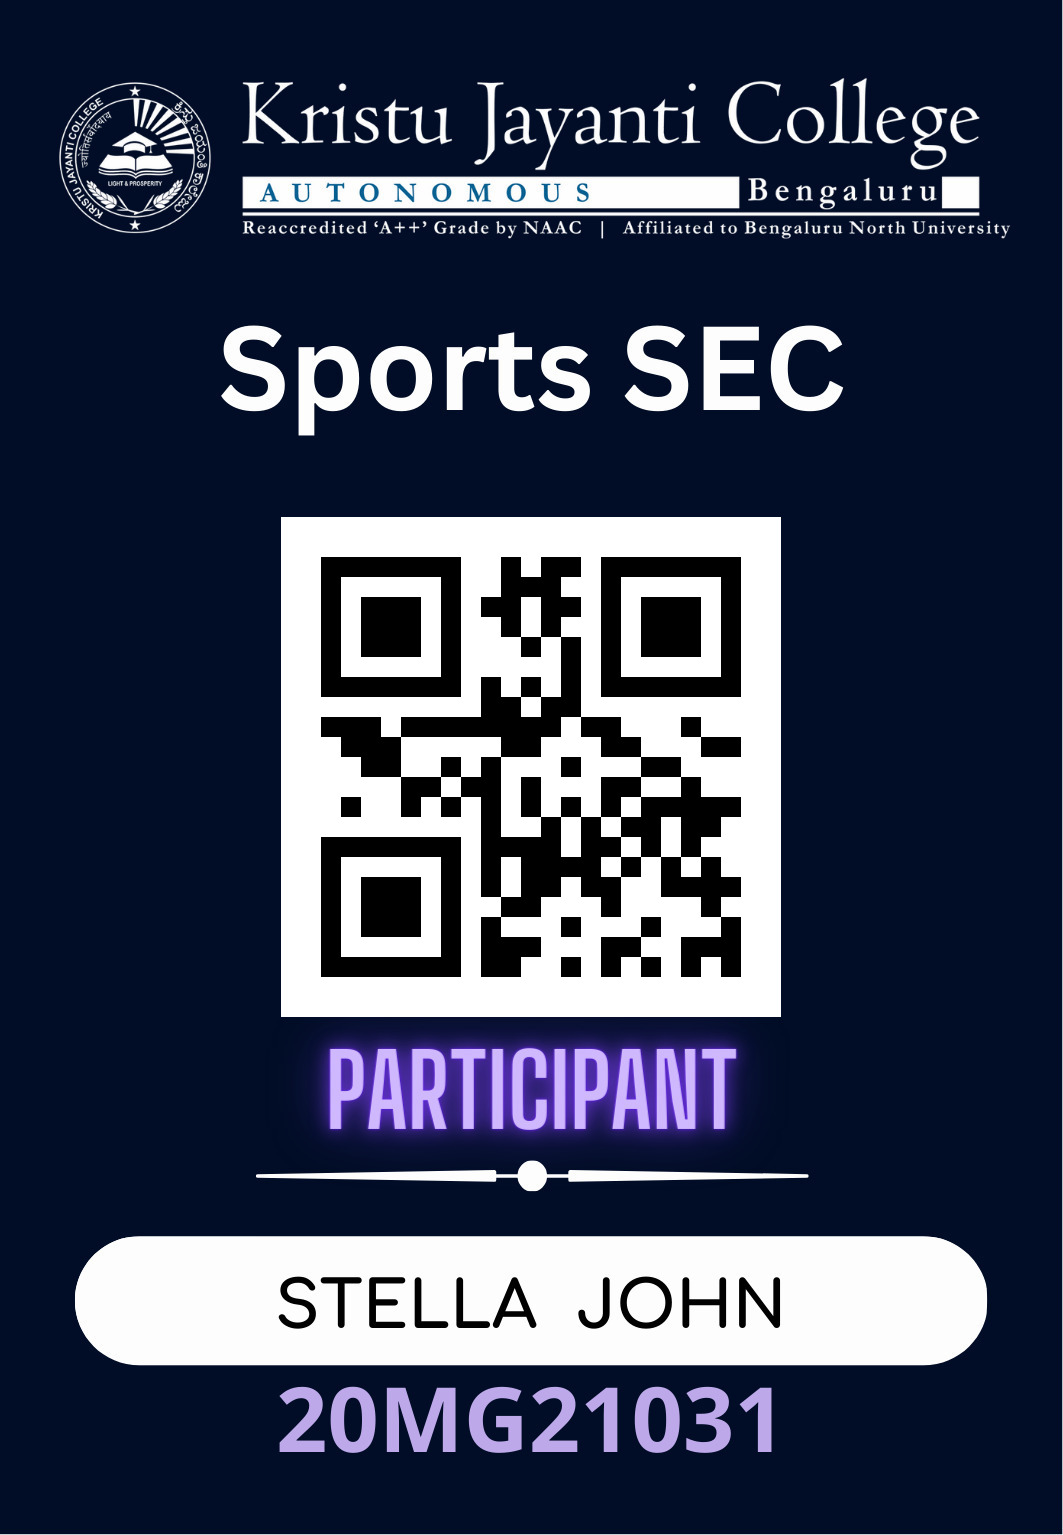 KRISTU JAYANTI COLLEGE
ज्योतिर्संवादयाय
LIGHT & PROSPERITY
Kristu Jayanti College
AUTONOMOUS Bengaluru
Reaccredited ‘A++’ Grade by NAAC | Affiliated to Bengaluru North University
Sports SEC
PARTICIPANT
STELLA JOHN
20MG21031